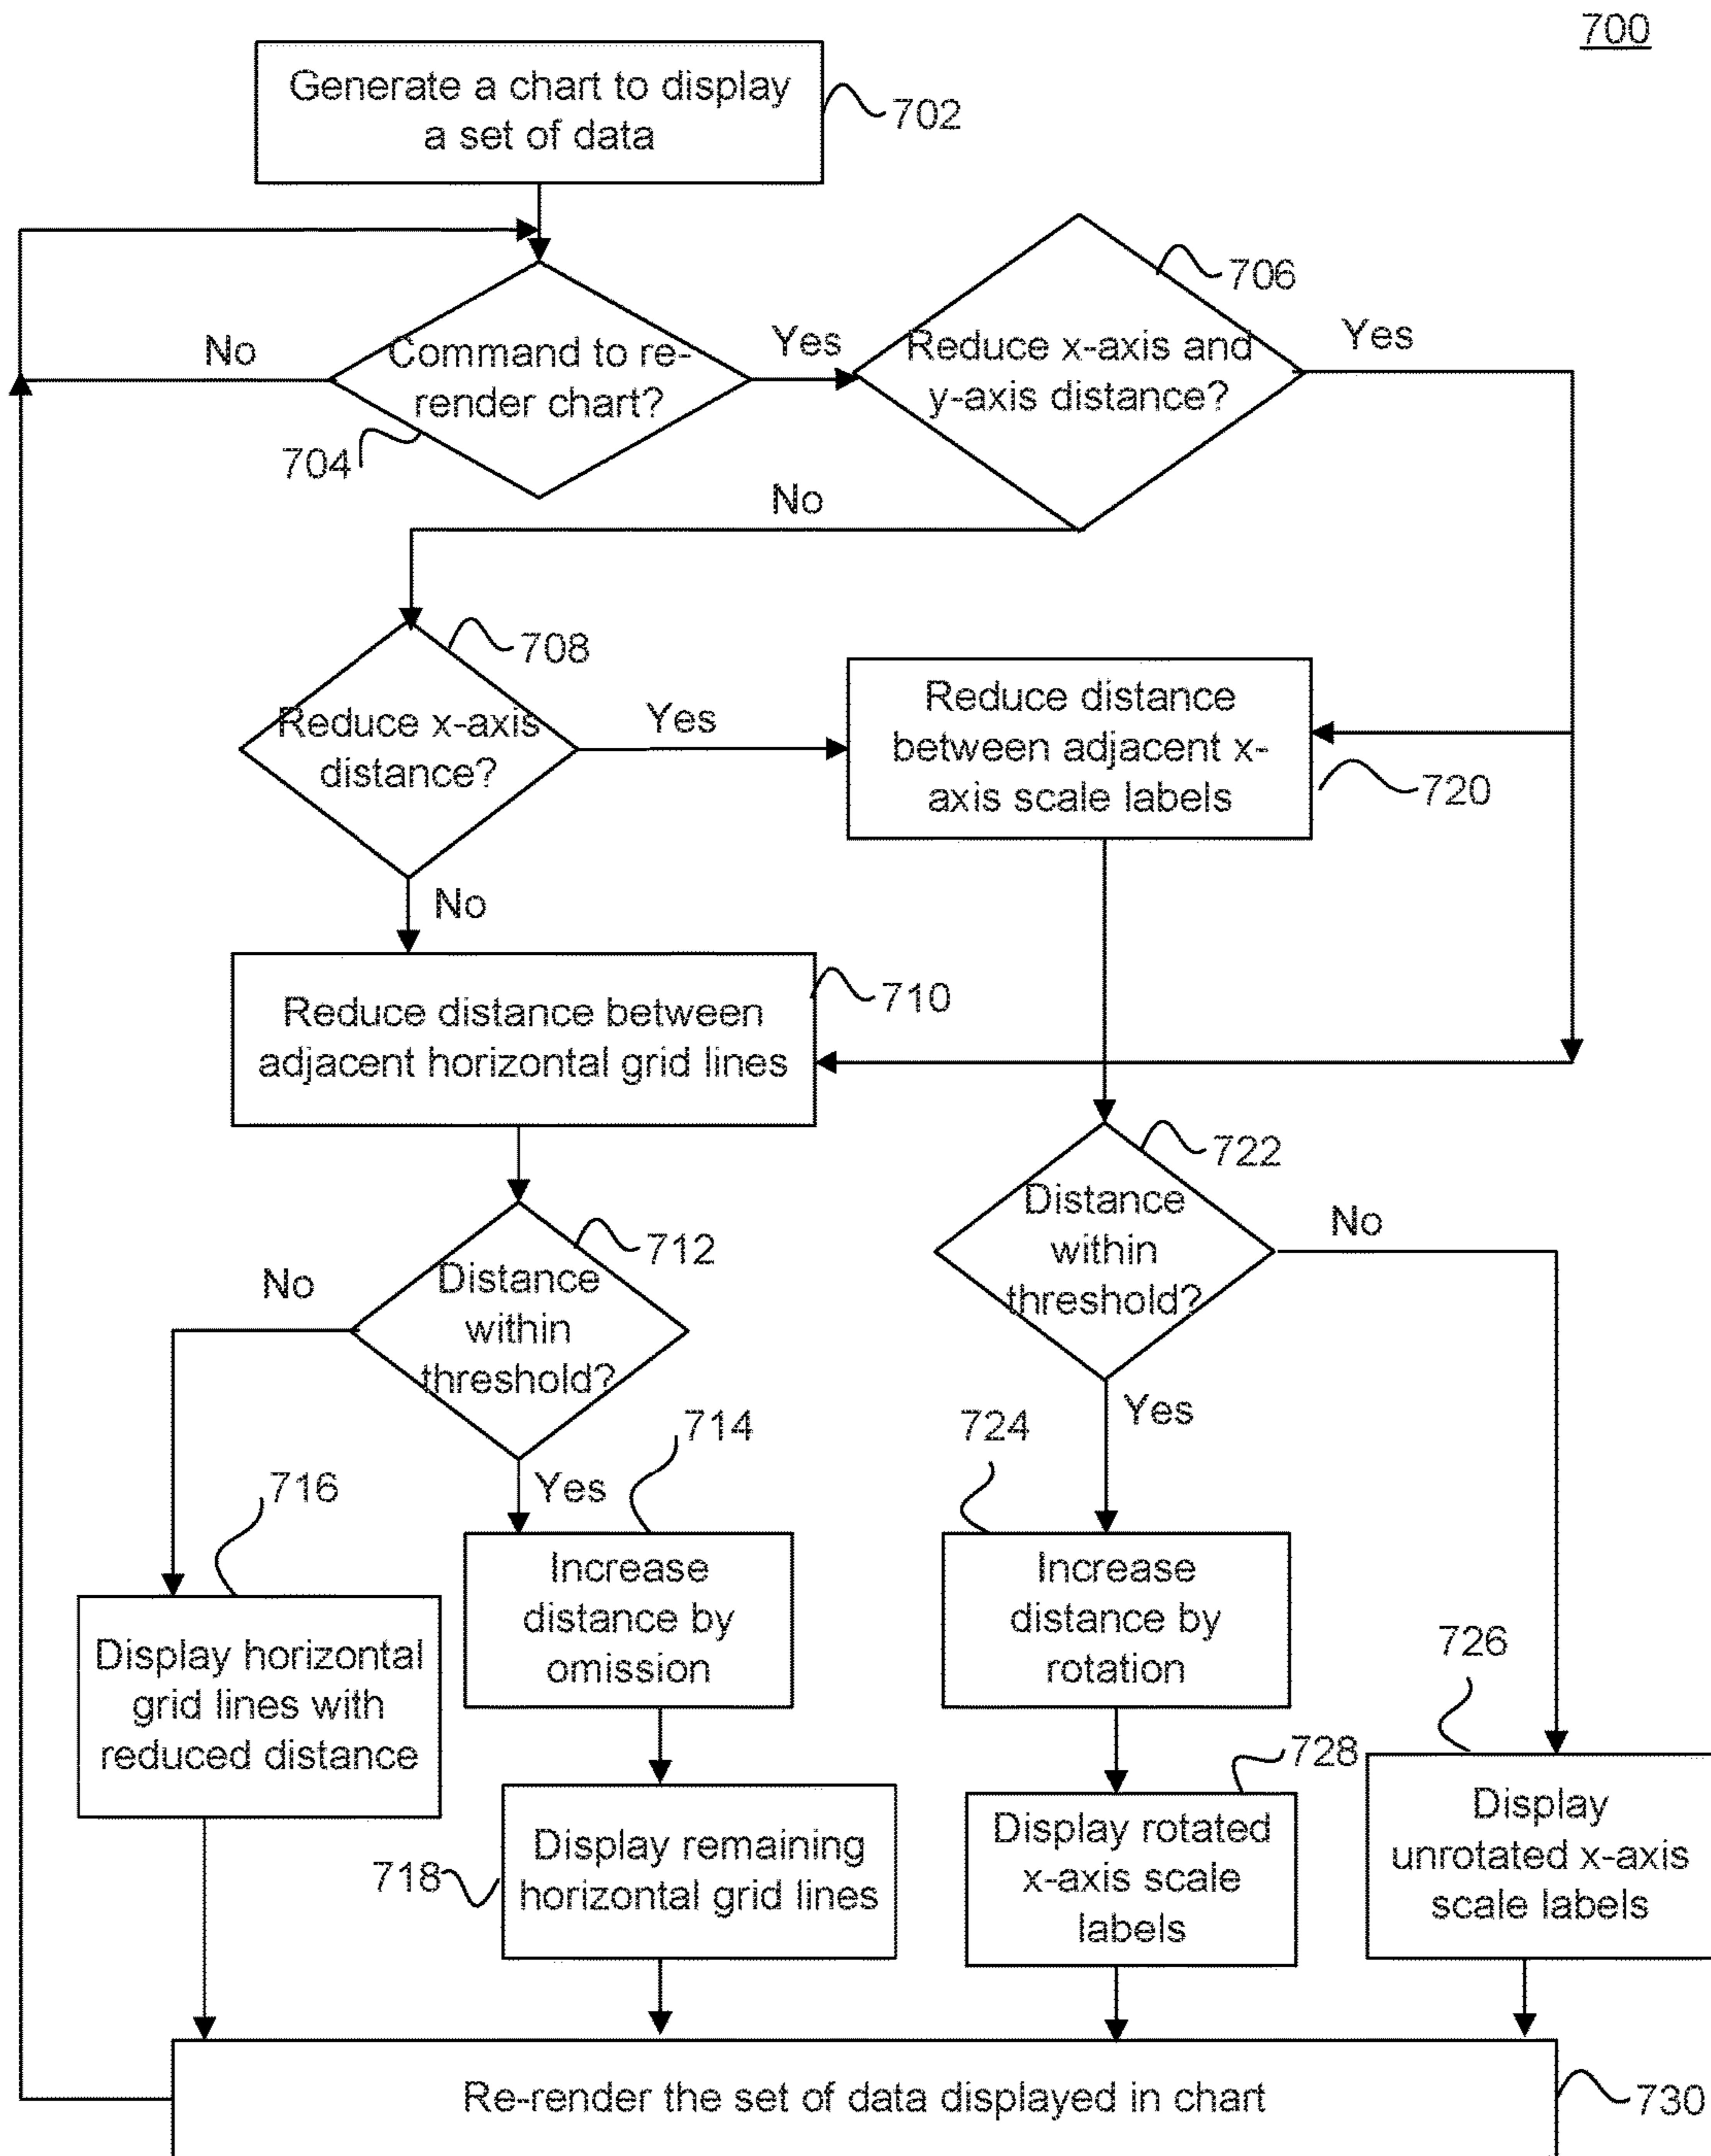 700
Generate a chart to display
a set of data
702
706
No
Command to re-
render chart?
Yes
Reduce x-axis and
y-axis distance?
Yes
704
No
708
Reduce x-axis
distance?
Yes
Reduce distance
between adjacent x-
axis scale labels
720
No
710
Reduce distance between
adjacent horizontal grid lines
722
Distance
within
threshold?
No
712
No
Distance
within
threshold?
Yes
724
714
716
Yes
Increase
distance by
omission
Increase
distance by
rotation
726
Display horizontal
grid lines with
reduced distance
728
Display remaining
horizontal grid lines
718
Display rotated
x-axis scale
labels
Display
unrotated x-axis
scale labels
Re-render the set of data displayed in chart
730